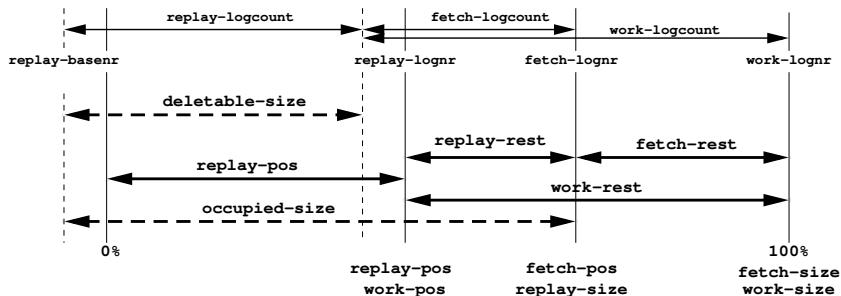 replay-logcount
fetch-logcount
work-logcount
replay-basenr
replay-lognr
fetch-lognr
work-lognr
deletable-size
replay-rest
fetch-rest
replay-pos
work-rest
occupied-size
0%
100%
replay-pos
fetch-pos
fetch-size
work-pos
replay-size
work-size